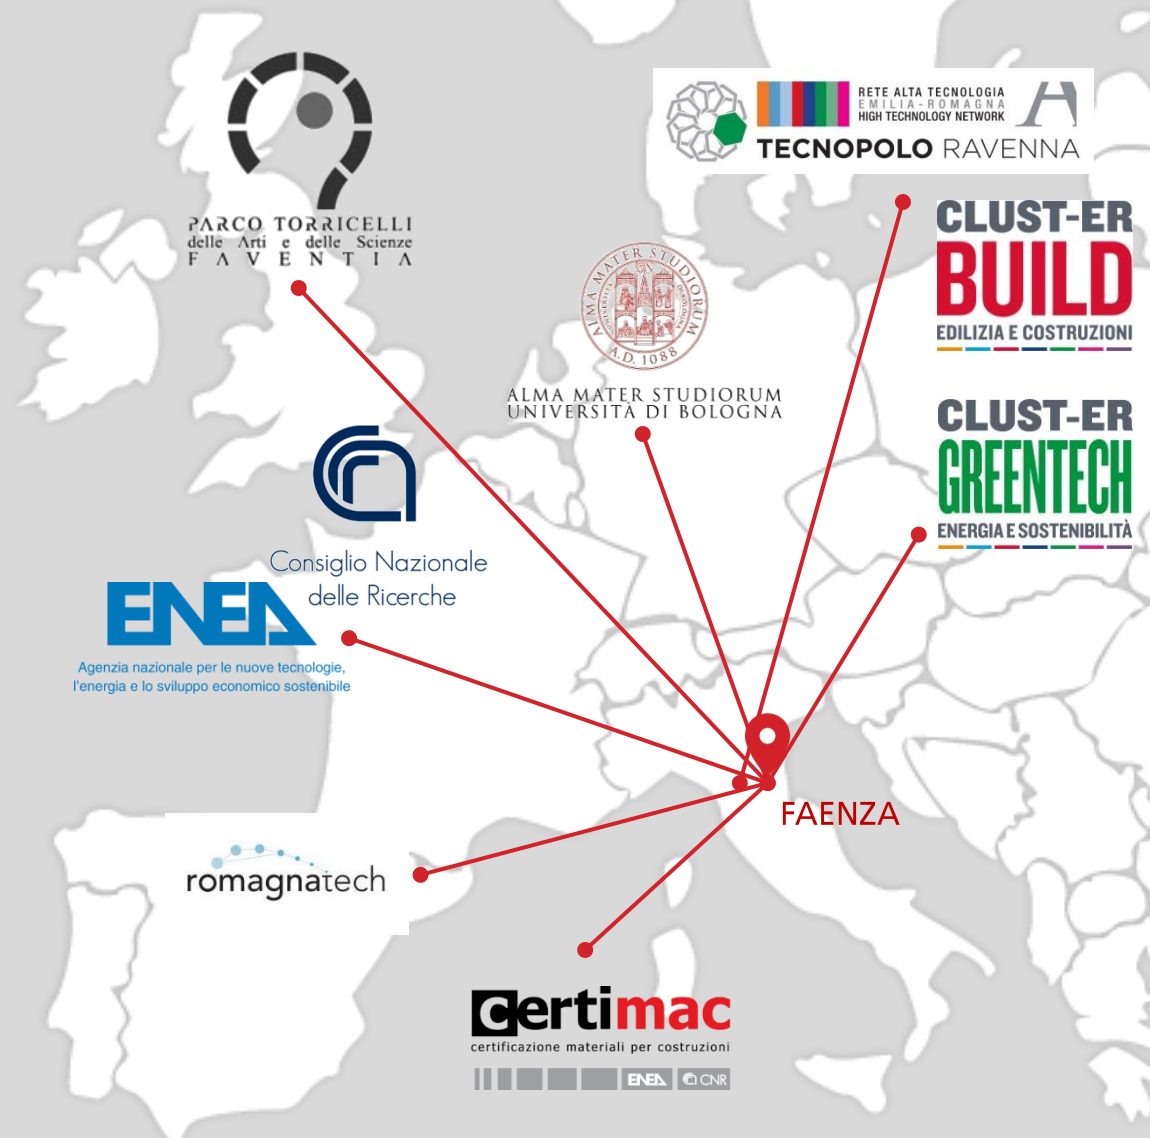 PARCO TORRICELLI
delle Arti e delle Scienze
FAVENTIA
RETE ALTA TECNOLOGIA
EMILIA-ROMAGNA
HIGH TECHNOLOGY NETWORK
TECNOPOLO RAVENNA
CLUST-ER
BUILD
EDILIZIA E COSTRUZIONI
ALMA MATER STUDIORUM
A.D. 1088
ALMA MATER STUDIORUM
UNIVERSITÀ DI BOLOGNA
CLUST-ER
GREENTECH
ENERGIA E SOSTENIBILITÀ
Consiglio Nazionale
delle Ricerche
ENEA
Agenzia nazionale per le nuove tecnologie,
l'energia e lo sviluppo economico sostenibile
FAENZA
romagnatech
certimac
certificazione materiali per costruzioni
ENEA
CNR